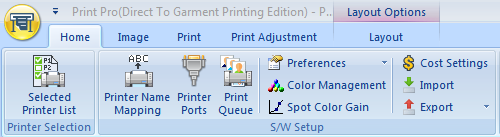 Print Pro(Direct To Garment Printing Edition) - P...
Layout Options
Home
Image
Print
Print Adjustment
Layout
P1
P2
ABC
Selected
Printer List
Printer Name
Mapping
Printer
Ports
Print
Queue
Preferences
Color Management
Spot Color Gain
Cost Settings
Import
Export
Printer Selection
S/W Setup